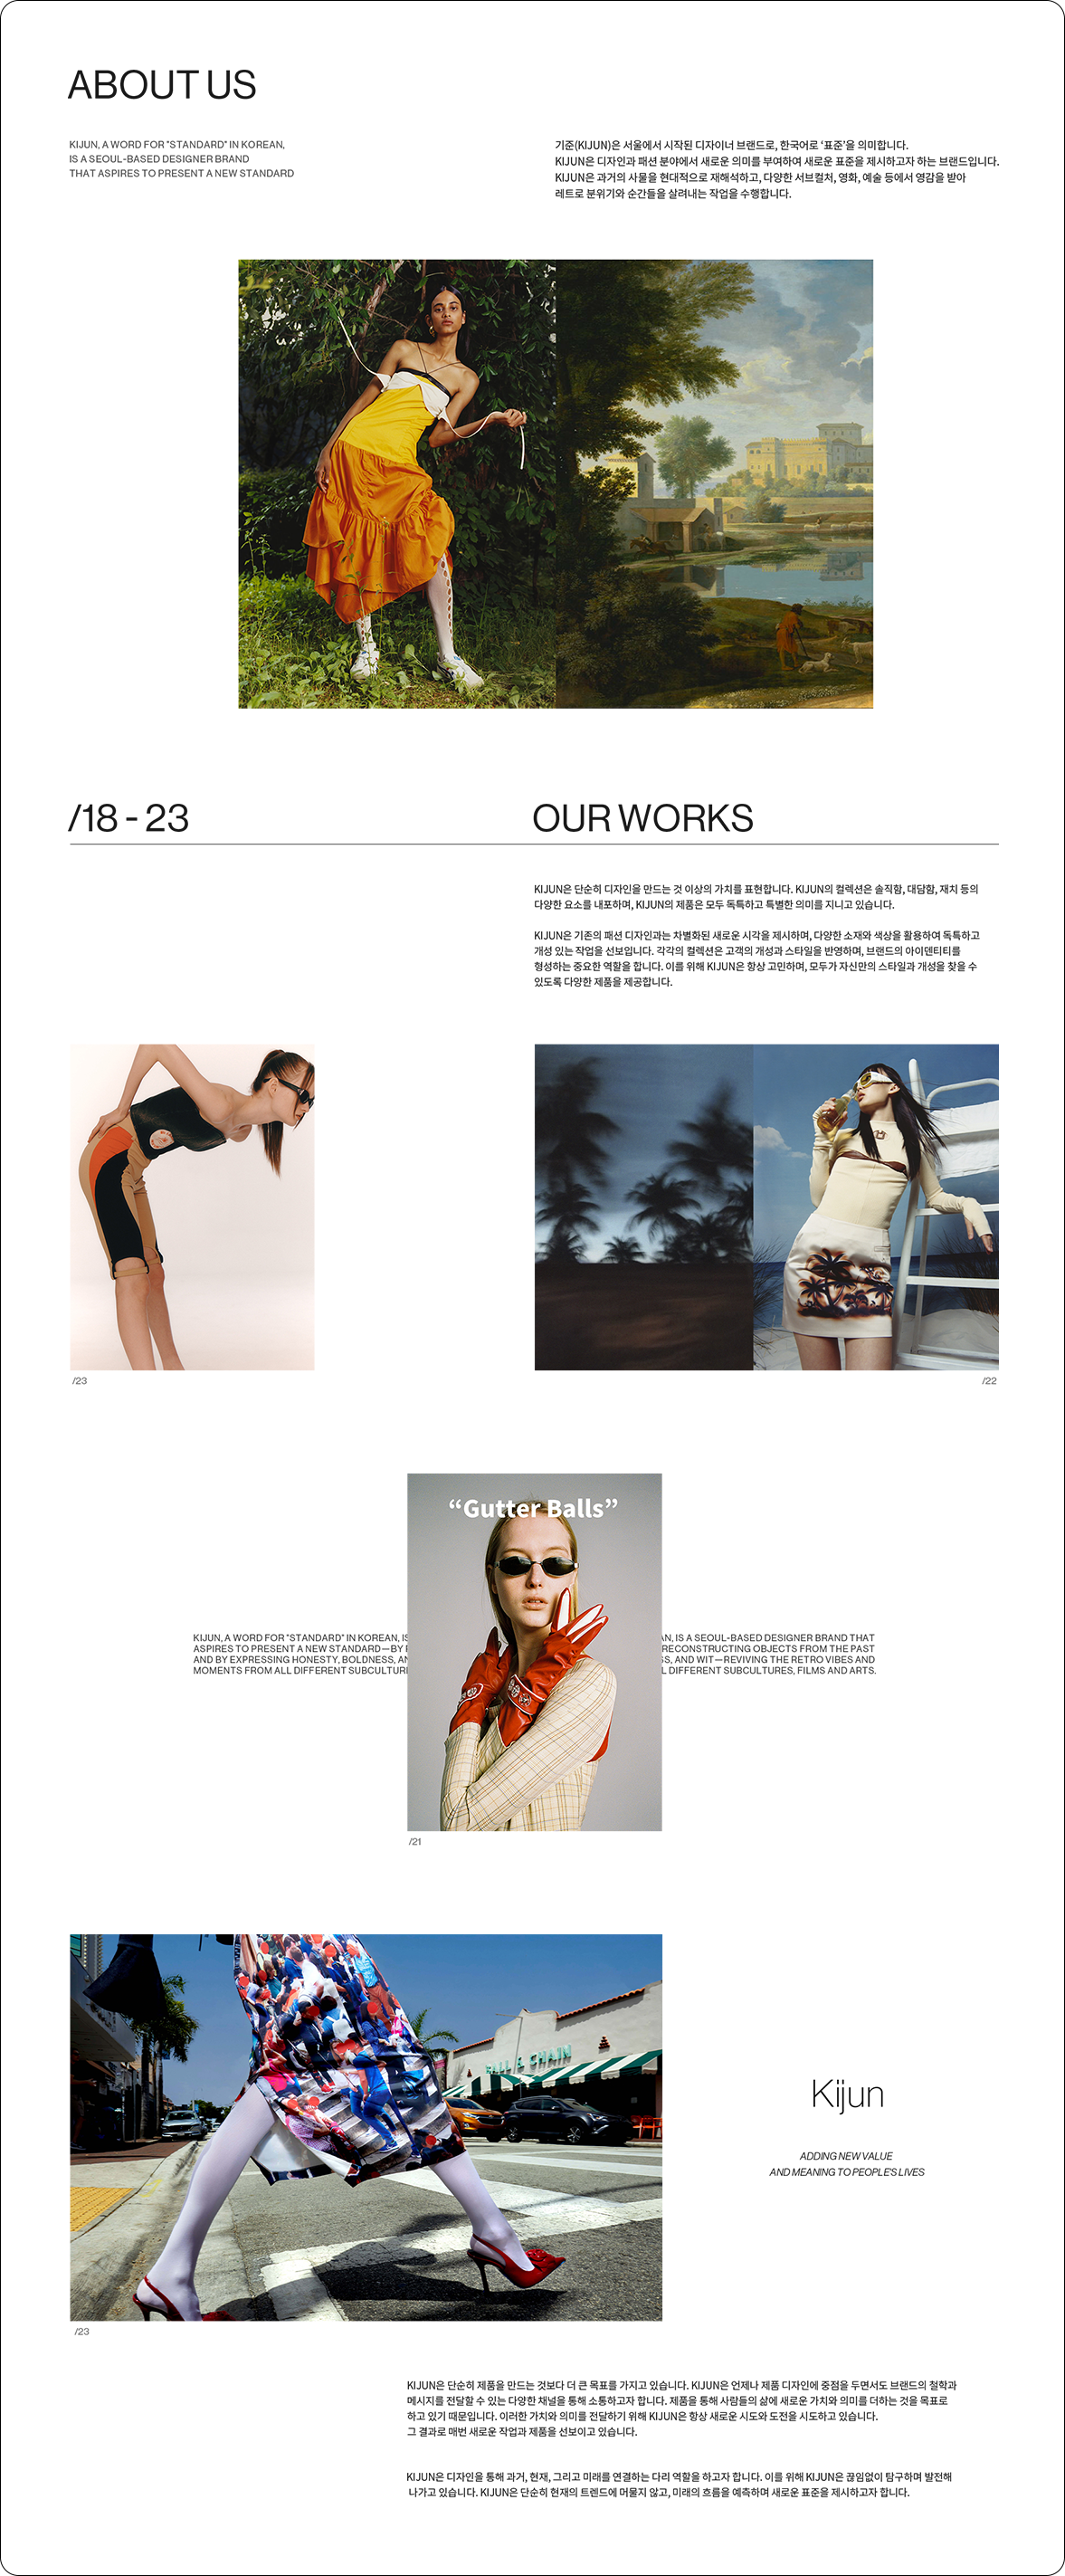 ABOUT US
KIJUN, A WORD FOR "STANDARD" IN KOREAN,
IS A SEOUL-BASED DESIGNER BRAND
THAT ASPIRES TO PRESENT A NEW STANDARD
기준(KIJUN)은 서울에서 시작된 디자이너 브랜드로, 한국어로 ‘표준’을 의미합니다.
KIJUN은 디자인과 패션 분야에서 새로운 의미를 부여하여 새로운 표준을 제시하고자 하는 브랜드입니다.
KIJUN은 과거의 사물을 현대적으로 재해석하고, 다양한 서브컬처, 영화, 예술 등에서 영감을 받아
레트로 분위기와 순간들을 살려내는 작업을 수행합니다.
/18 - 23
OUR WORKS
KIJUN은 단순히 디자인을 만드는 것 이상의 가치를 표현합니다. KIJUN의 컬렉션은 솔직함, 대담함, 재치 등의
다양한 요소를 내포하며, KIJUN의 제품은 모두 독특하고 특별한 의미를 지니고 있습니다.
KIJUN은 기존의 패션 디자인과는 차별화된 새로운 시각을 제시하며, 다양한 소재와 색상을 활용하여 독특하고
개성 있는 작업을 선보입니다. 각각의 컬렉션은 고객의 개성과 스타일을 반영하며, 브랜드의 아이덴티티를
형성하는 중요한 역할을 합니다. 이를 위해 KIJUN은 항상 고민하며, 모두가 자신만의 스타일과 개성을 찾을 수
있도록 다양한 제품을 제공합니다.
/23
/22
“Gutter Balls”
KIJUN, A WORD FOR "STANDARD" IN KOREAN, IS
ASPIRES TO PRESENT A NEW STANDARD—BY
AND BY EXPRESSING HONESTY, BOLDNESS,
MOMENTS FROM ALL DIFFERENT
IS A SEOUL-BASED DESIGNER BRAND THAT
RECONSTRUCTING OBJECTS FROM THE PAST
AND WIT—REVIVING THE RETRO VIBES AND
DIFFERENT SUBCULTURES, FILMS AND ARTS.
/21
CHAIN
Kijun
ADDING NEW VALUE
AND MEANING TO PEOPLE'S LIVES
/23
KIJUN은 단순히 제품을 만드는 것보다 더 큰 목표를 가지고 있습니다. KIJUN은 언제나 제품 디자인에 중점을 두면서도 브랜드의 철학과
메시지를 전달할 수 있는 다양한 채널을 통해 소통하고자 합니다. 제품을 통해 사람들의 삶에 새로운 가치와 의미를 더하는 것을 목표로
하고 있기 때문입니다. 이러한 가치와 의미를 전달하기 위해 KIJUN은 항상 새로운 시도와 도전을 시도하고 있습니다.
그 결과로 매번 새로운 작업과 제품을 선보이고 있습니다.
KIJUN은 디자인을 통해 과거, 현재, 그리고 미래를 연결하는 다리 역할을 하고자 합니다. 이를 위해 KIJUN은 끊임없이 탐구하며 발전해
나가고 있습니다. KIJUN은 단순히 현재의 트렌드에 머물지 않고, 미래의 흐름을 예측하며 새로운 표준을 제시하고자 합니다.